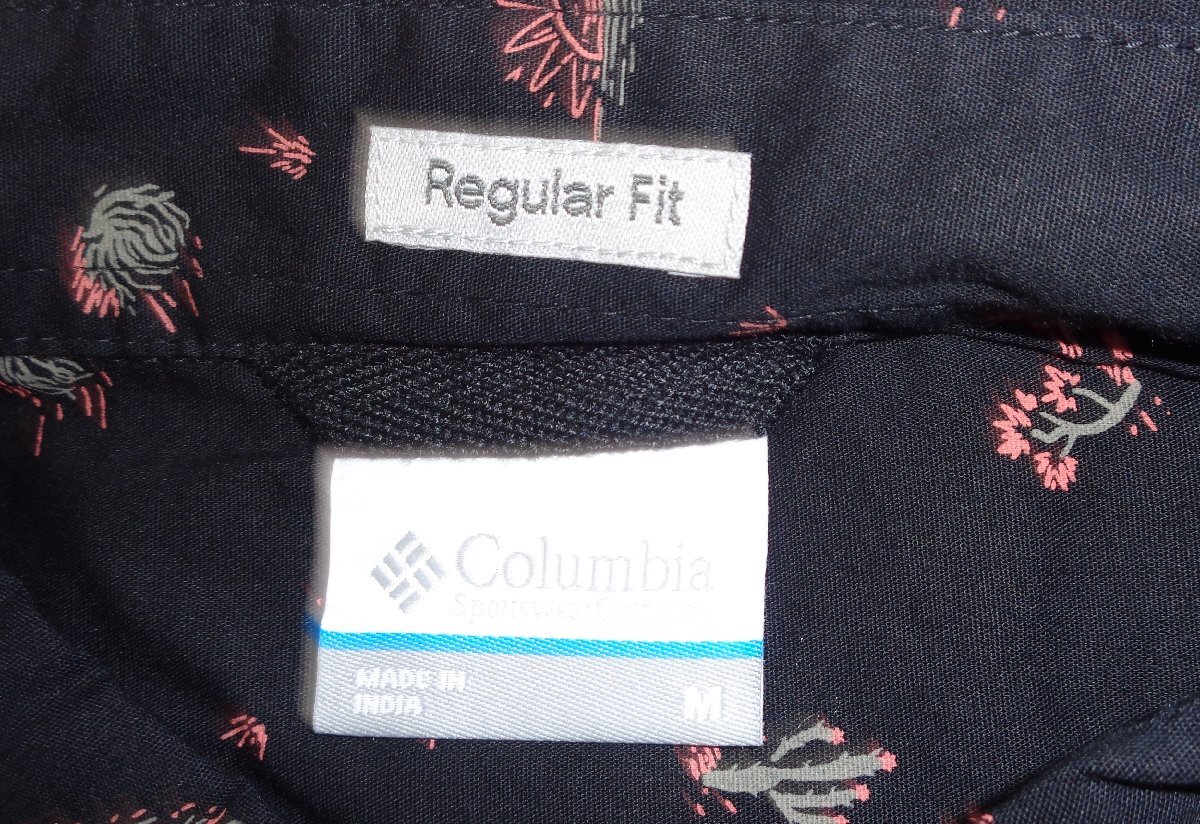 Regular Fit
Columbia
Sportswear Company
MADE IN
INDIA
M